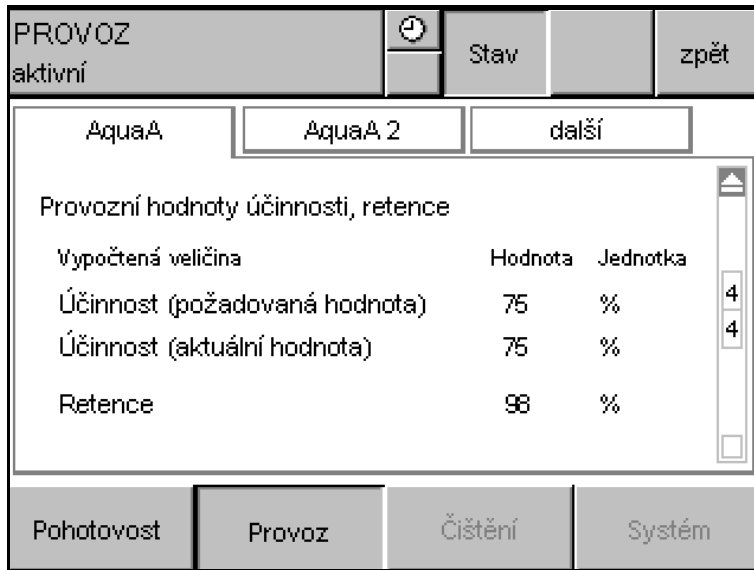 PROVOZ
aktivní
Stav
zpět
AquaA
AquaA 2
další
Provozní hodnoty účinnosti, retence
Vypočtená veličina Hodnota Jednotka
Účinnost (požadovaná hodnota) 75 %
Účinnost (aktuální hodnota) 75 %
Retence 98 %
4
4
Pohotovost
Provoz
Čištění
Systém